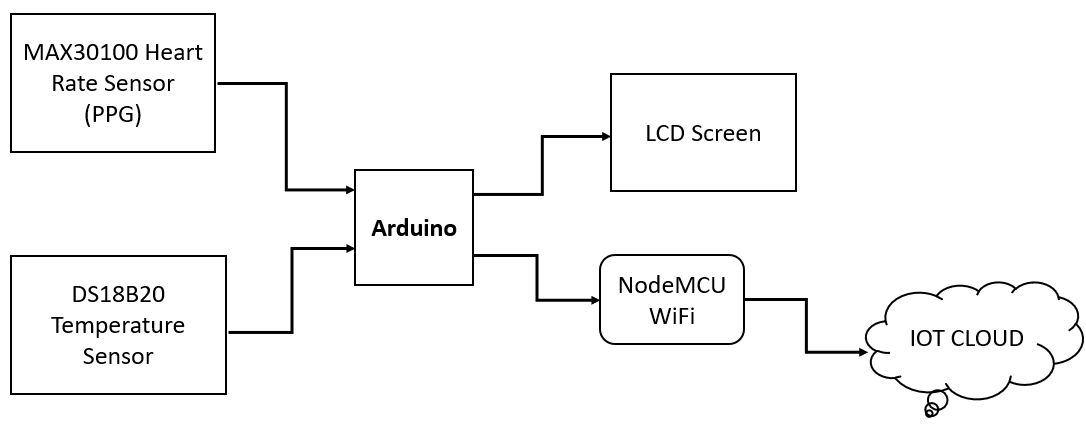 MAX30100 Heart
Rate Sensor
(PPG)
LCD Screen
Arduino
DS18B20
Temperature
Sensor
NodeMCU
WiFi
IOT CLOUD